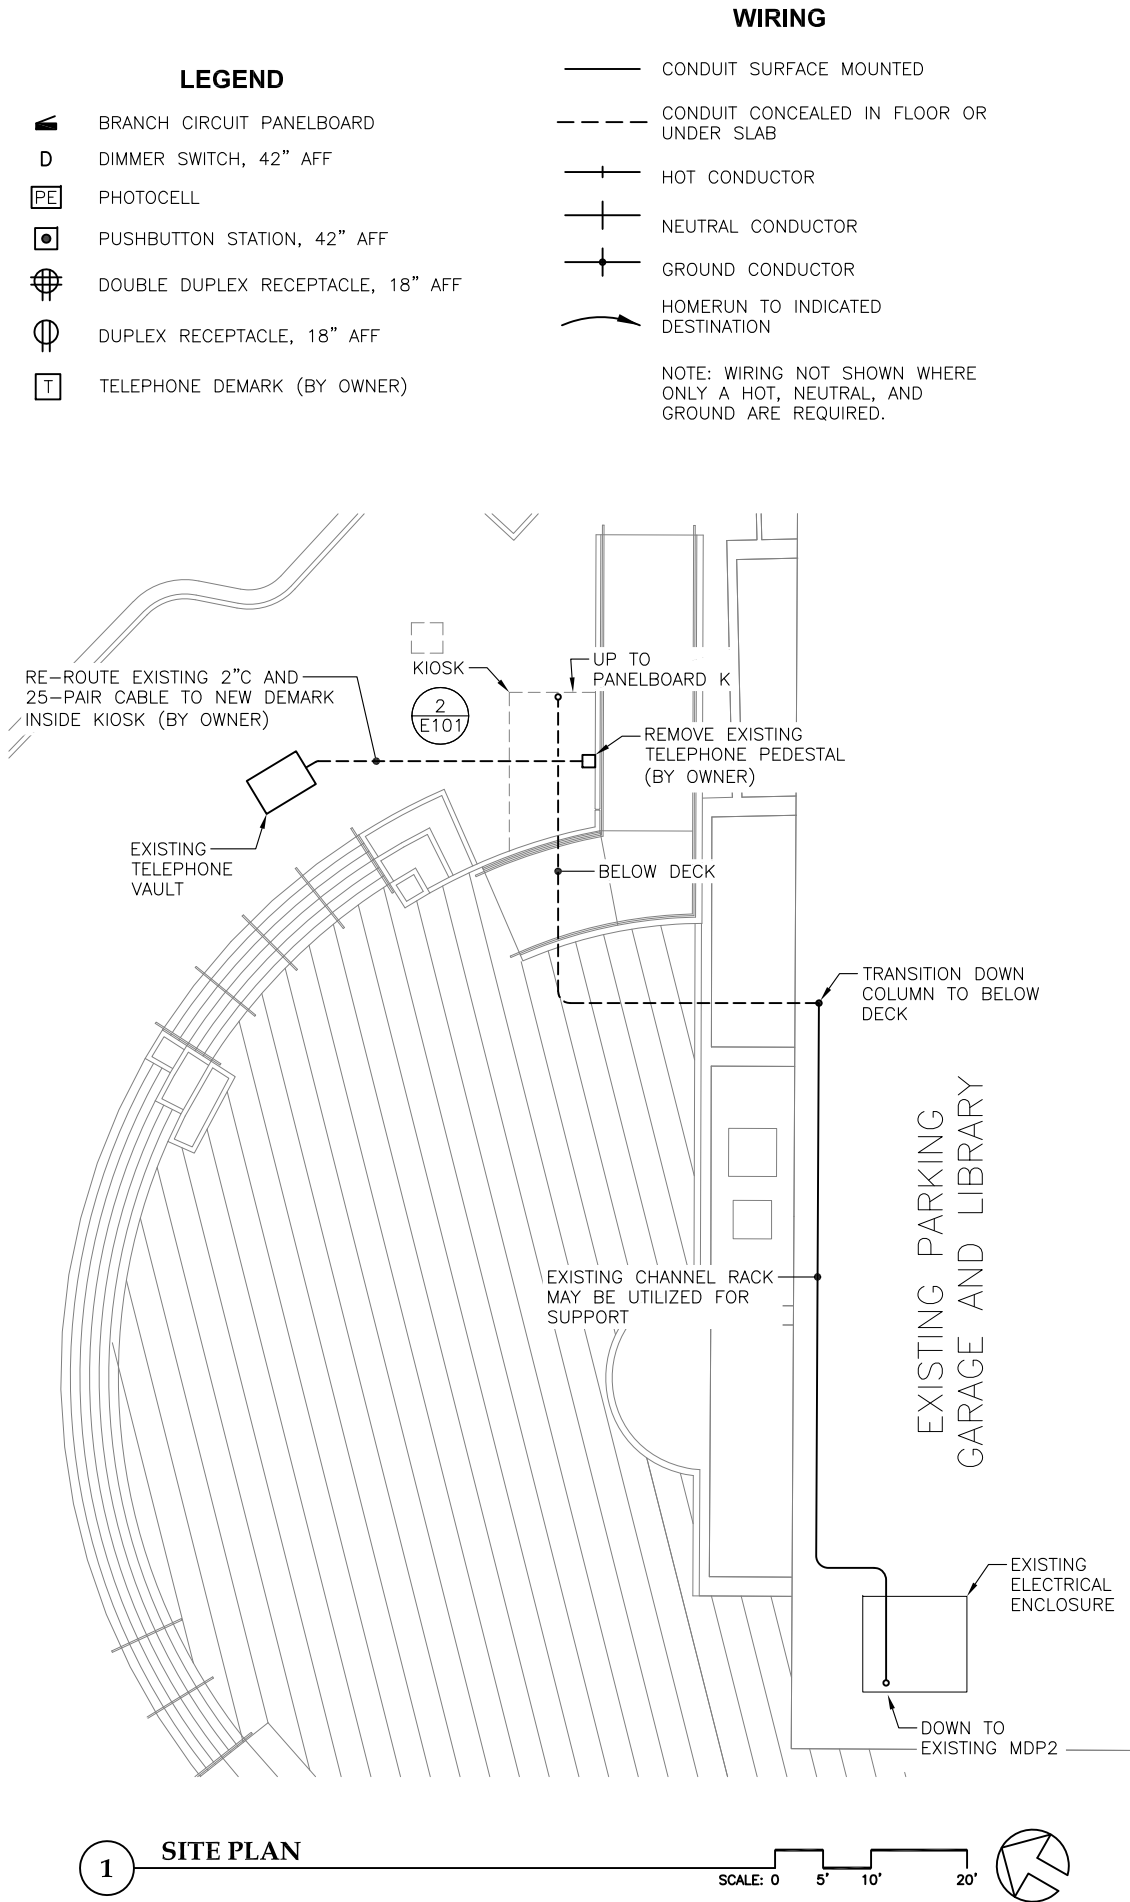 WIRING
LEGEND
CONDUIT SURFACE MOUNTED
CONDUIT CONCEALED IN FLOOR OR
UNDER SLAB
HOT CONDUCTOR
NEUTRAL CONDUCTOR
GROUND CONDUCTOR
HOMERUN TO INDICATED
DESTINATION
NOTE: WIRING NOT SHOWN WHERE
ONLY A HOT, NEUTRAL, AND
GROUND ARE REQUIRED.
BRANCH CIRCUIT PANELBOARD
D DIMMER SWITCH, 42" AFF
PE PHOTOCELL
PUSHBUTTON STATION, 42" AFF
DOUBLE DUPLEX RECEPTACLE, 18" AFF
DUPLEX RECEPTACLE, 18" AFF
T TELEPHONE DEMARK (BY OWNER)
KIOSK
UP TO
PANELBOARD K
RE-ROUTE EXISTING 2"C AND
25-PAIR CABLE TO NEW DEMARK
INSIDE KIOSK (BY OWNER)
2
E101
REMOVE EXISTING
TELEPHONE PEDESTAL
(BY OWNER)
EXISTING
TELEPHONE
VAULT
BELOW DECK
TRANSITION DOWN
COLUMN TO BELOW
DECK
EXISTING PARKING
GARAGE AND LIBRARY
EXISTING CHANNEL RACK
MAY BE UTILIZED FOR
SUPPORT
EXISTING
ELECTRICAL
ENCLOSURE
DOWN TO
EXISTING MDP2
1 SITE PLAN
SCALE: 0 5' 10' 20'